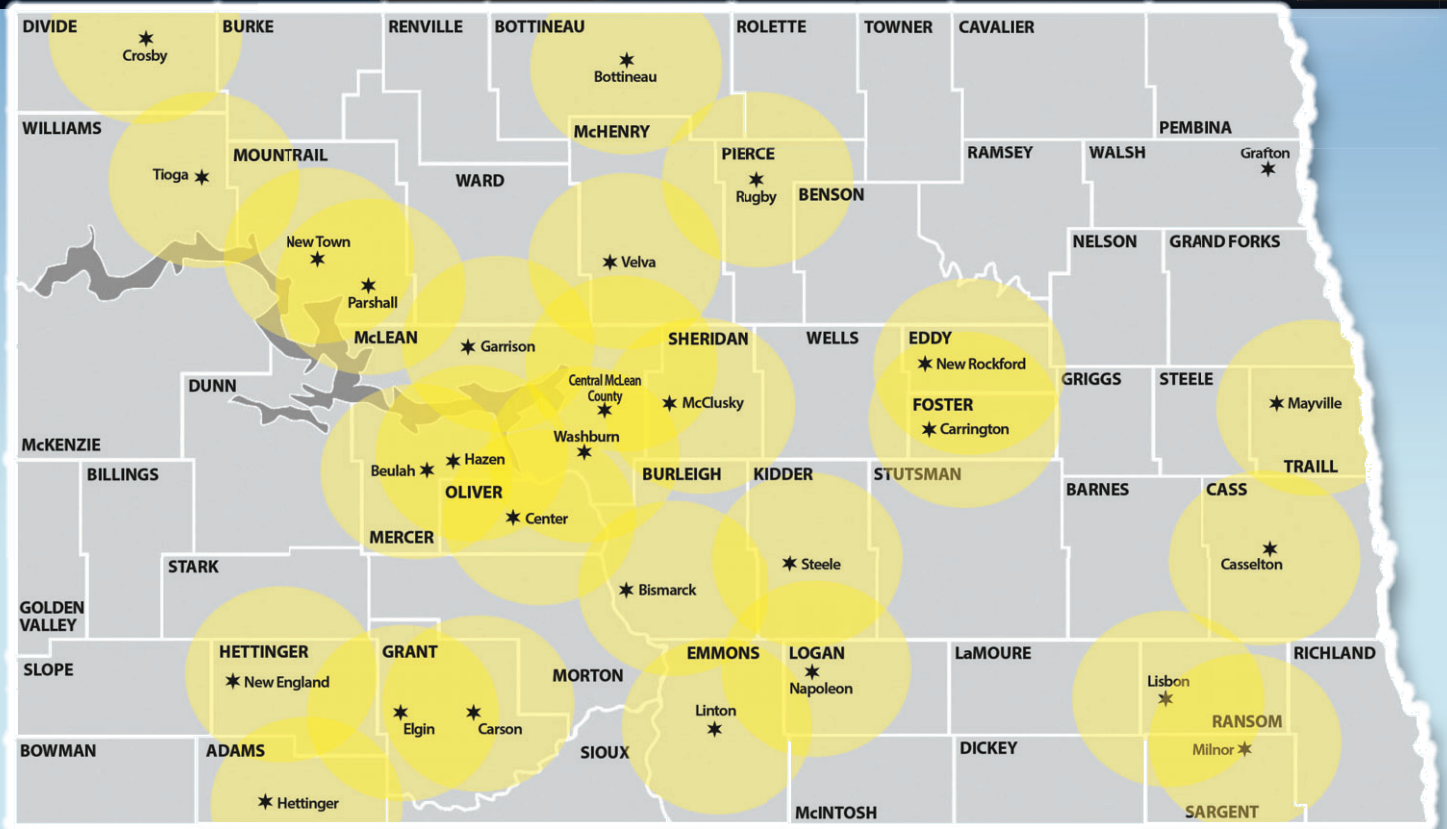 DIVIDE
BURKE
RENVILLE
BOTTINEAU
ROLETTE
TOWNER
CAVALIER
Crosby
Bottineau
WILLIAMS
McHENRY
PEMBINA
MOUNTRAIL
PIERCE
RAMSEY
WALSH
Grafton
Tioga
WARD
Rugby
BENSON
New Town
NELSON
GRAND FORKS
Velva
Parshall
McLEAN
Garrison
SHERIDAN
WELLS
EDDY
New Rockford
DUNN
Central McLean
County
McClusky
GRIGGS
STEELE
FOSTER
Mayville
McKENZIE
Washburn
Carrington
Beulah
Hazen
BILLINGS
BURLEIGH
KIDDER
STUTSMAN
TRAILL
OLIVER
BARNES
CASS
Center
MERCER
STARK
Steele
Casselton
Bismarck
GOLDEN
VALLEY
HETTINGER
GRANT
EMMONS
LOGAN
LaMOURE
RICHLAND
SLOPE
New England
MORTON
Napoleon
Lisbon
Elgin
Carson
Linton
RANSOM
BOWMAN
ADAMS
SIOUX
DICKEY
Milnor
Hettinger
McINTOSH
SARGENT